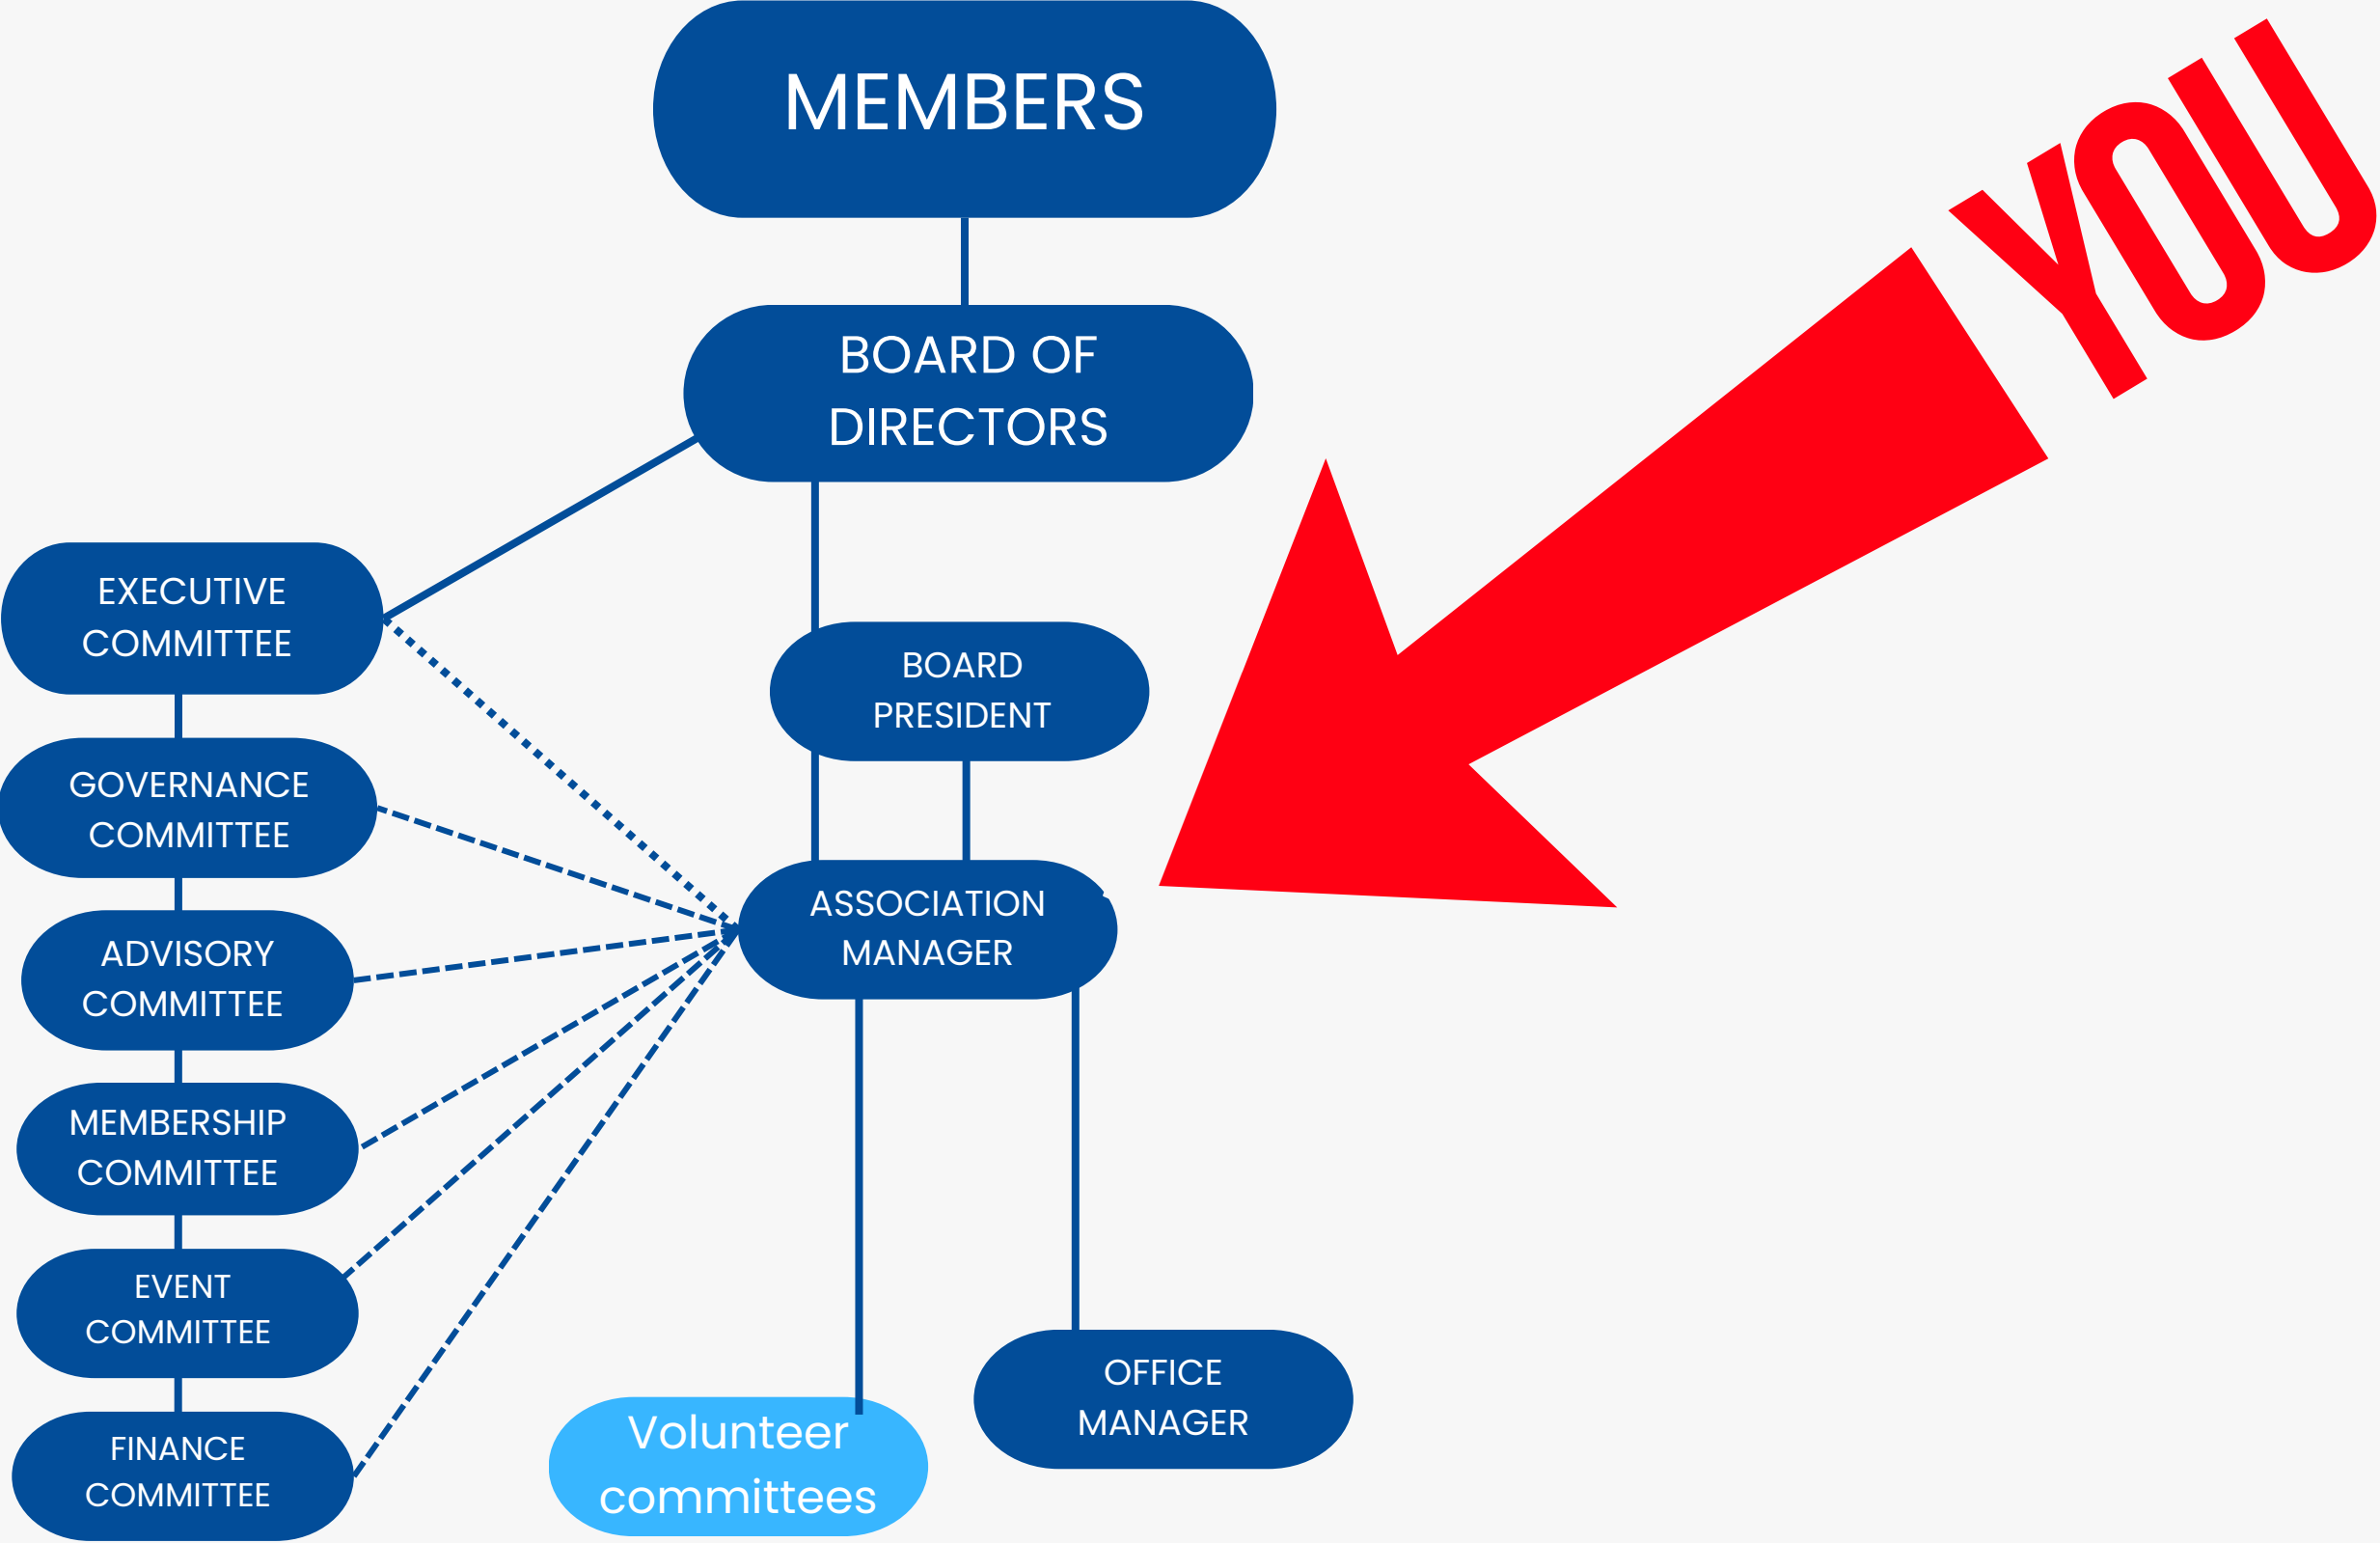 MEMBERS
YOU
BOARD OF
DIRECTORS
EXECUTIVE
COMMITTEE
BOARD
PRESIDENT
GOVERNANCE
COMMITTEE
ASSOCIATION
MANAGER
ADVISORY
COMMITTEE
MEMBERSHIP
COMMITTEE
EVENT
COMMITTEE
OFFICE
MANAGER
FINANCE
COMMITTEE
Volunteer
committees